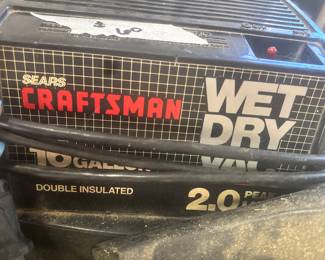 SEARS
CRAFTSMAN
WET
DRY
10 GALLON
DOUBLE INSULATED
2.0